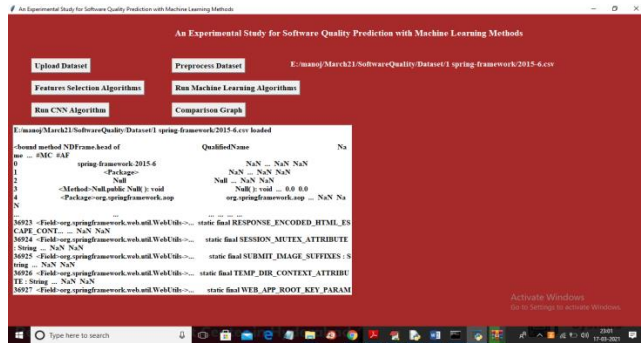 An Experimental Study for Software Quality Prediction with Machine Learning Methods
An Experimental Study for Software Quality Prediction with Machine Learning Methods
Upload Dataset
Preprocess Dataset
E:/manoj/March21/SoftwareQuality/Dataset/1 spring-framework/2015-6.csv
Features Selection Algorithms
Run Machine Learning Algorithms
Run CNN Algorithm
Comparison Graph
E:/manoj/March21/SoftwareQuality/Dataset/1 spring-framework/2015-6.csv loaded
<bound method NDFrame.head of QualifiedName Na
me ... #MC #AF
0 spring-framework-2015-6 NaN ... NaN NaN
1 <Package> NaN ... NaN NaN
2 Null Null ... NaN NaN
3 <Method>Null.public Null( ): void Null( ): void ... 0.0 0.0
4 <Package>org.springframework.aop org.springframework.aop ... NaN Na
N
... ... ... ... ... ...
36923 <Field>org.springframework.web.util.WebUtils->... static final RESPONSE_ENCODED_HTML_ES
CAPE_CONT... ... NaN NaN
36924 <Field>org.springframework.web.util.WebUtils->... static final SESSION_MUTEX_ATTRIBUTE
: String ... NaN NaN
36925 <Field>org.springframework.web.util.WebUtils->... static final SUBMIT_IMAGE_SUFFIXES : S
tring ... NaN NaN
36926 <Field>org.springframework.web.util.WebUtils->... static final TEMP_DIR_CONTEXT_ATTRIBU
TE : String ... NaN NaN
36927 <Field>org.springframework.web.util.WebUtils->... static final WEB_APP_ROOT_KEY_PARAM
Activate Windows
Go to Settings to activate Windows.
Type here to search
23:01
17-03-2021